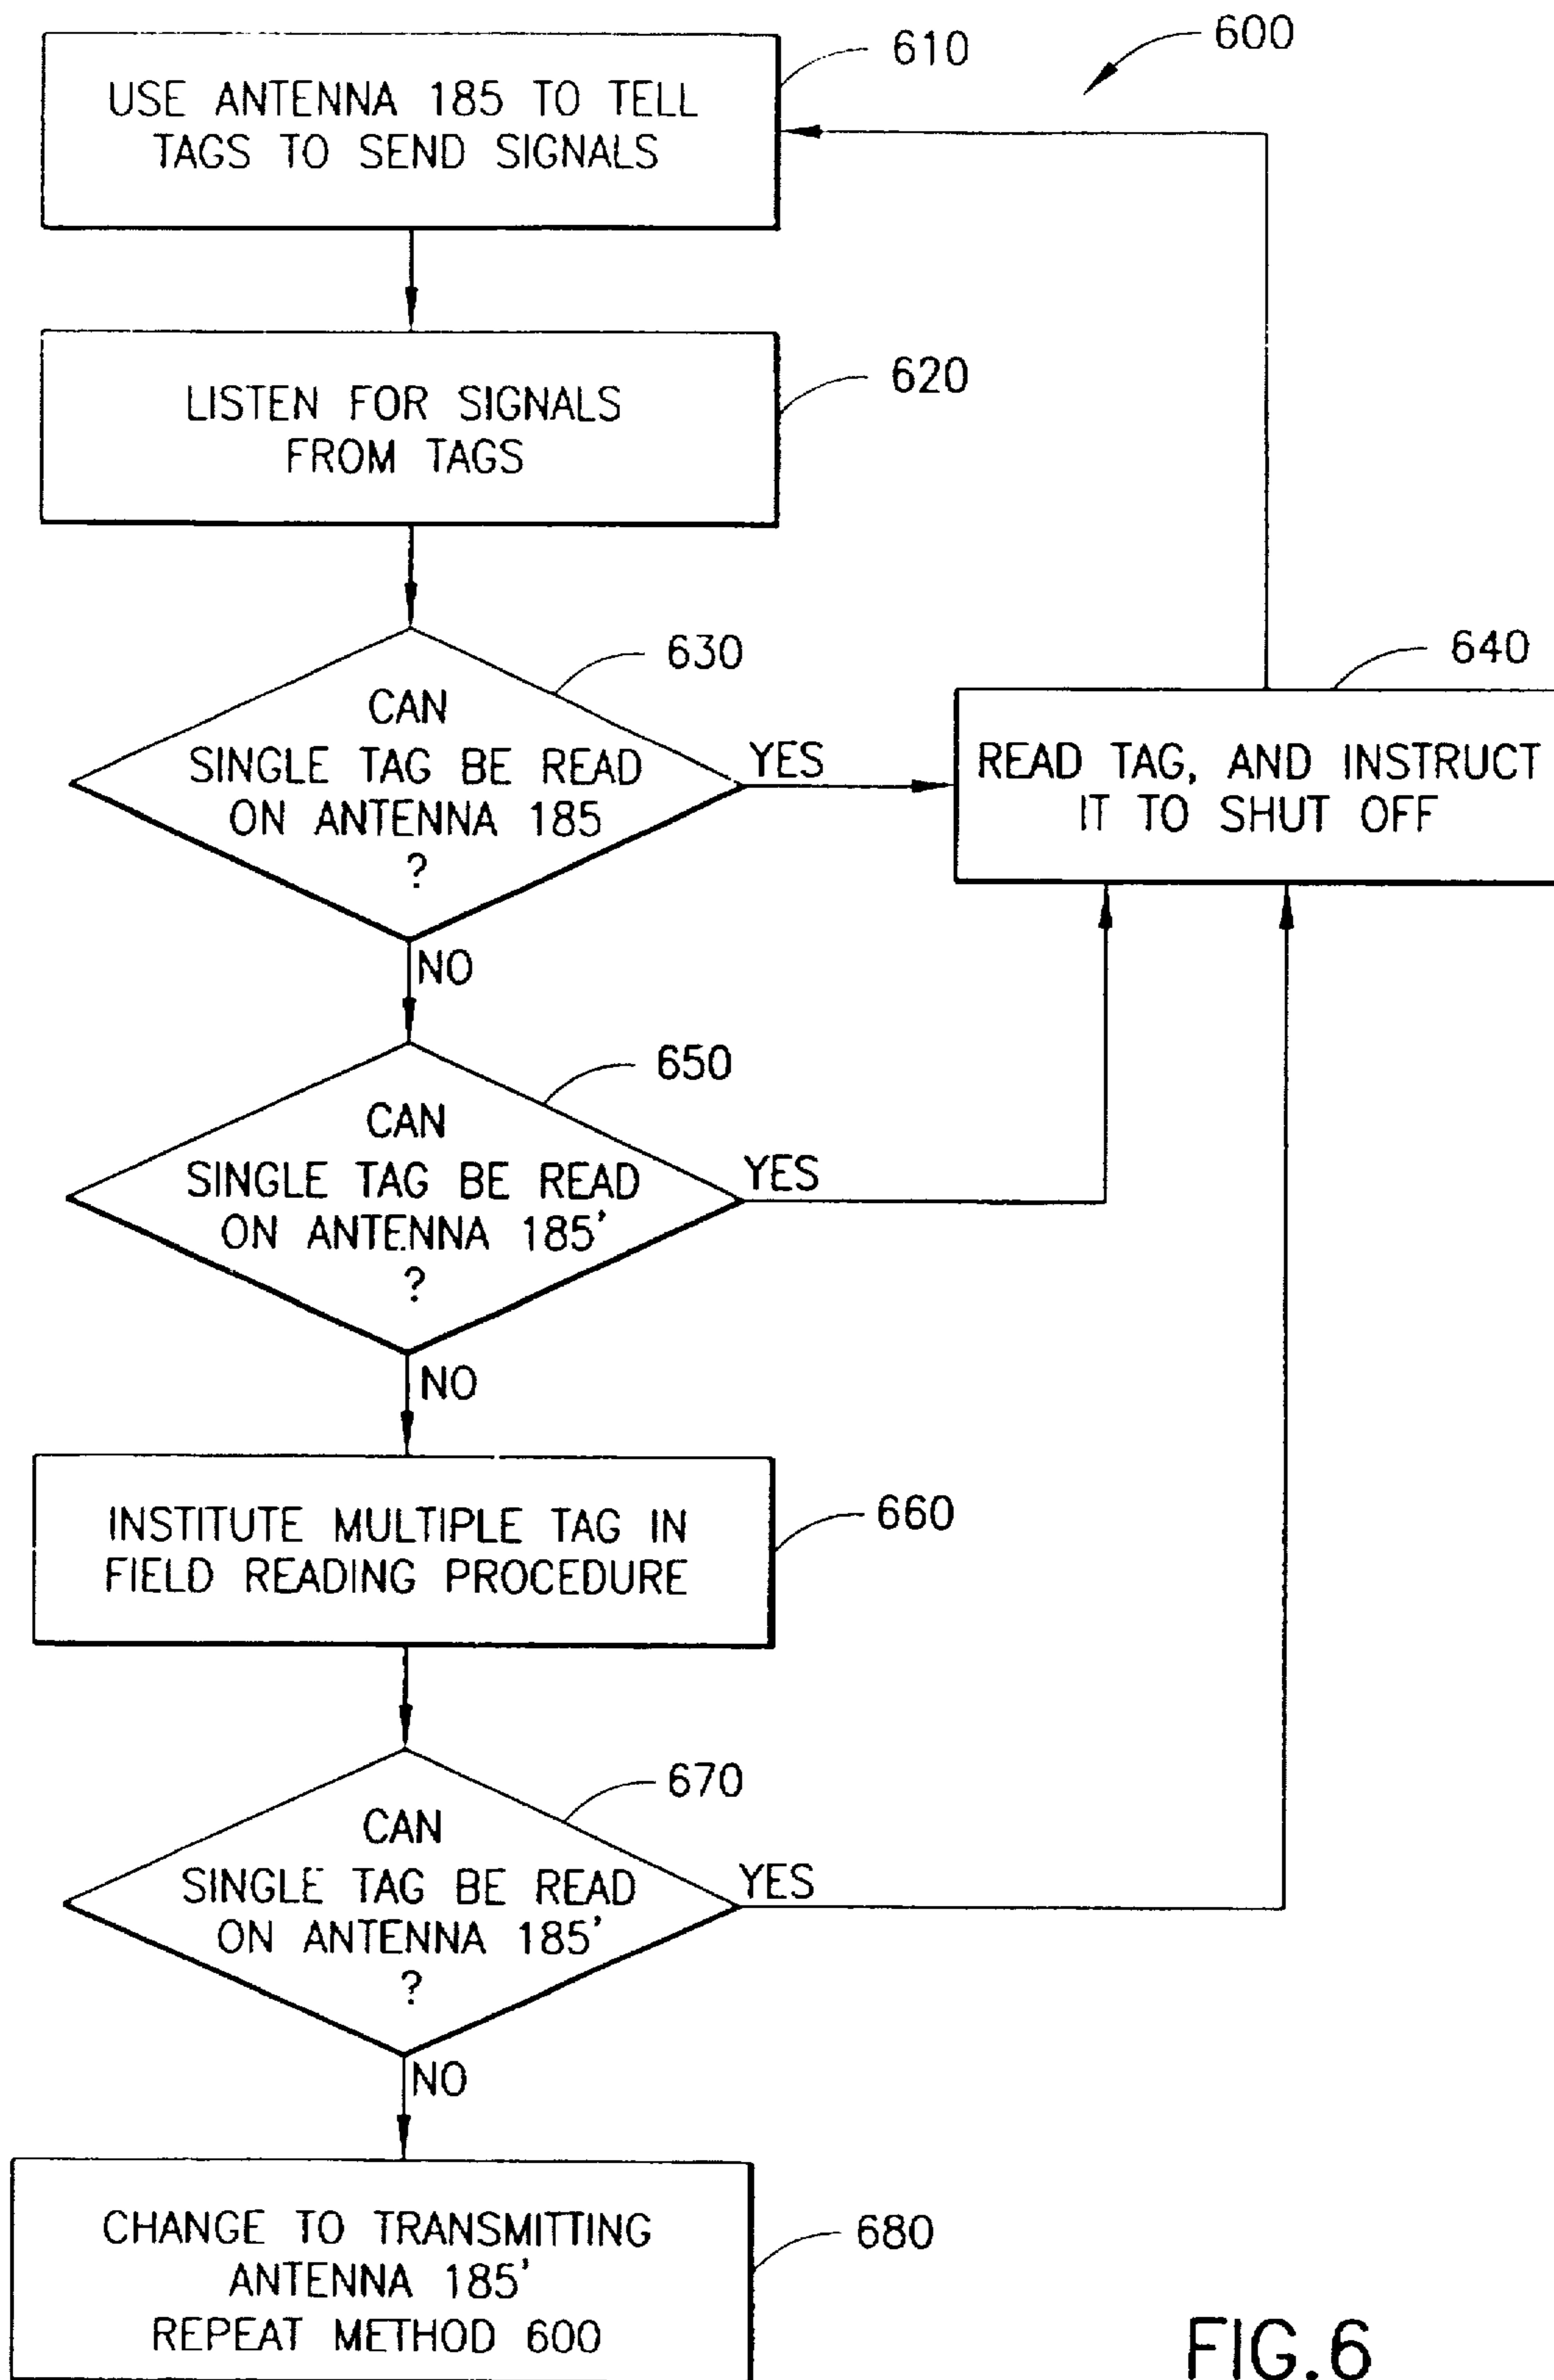 600
610
USE ANTENNA 185 TO TELL
TAGS TO SEND SIGNALS
620
LISTEN FOR SIGNALS
FROM TAGS
630
CAN
SINGLE TAG BE READ
ON ANTENNA 185
?
YES
NO
640
READ TAG, AND INSTRUCT
IT TO SHUT OFF
650
CAN
SINGLE TAG BE READ
ON ANTENNA 185'
?
YES
NO
660
INSTITUTE MULTIPLE TAG IN
FIELD READING PROCEDURE
670
CAN
SINGLE TAG BE READ
ON ANTENNA 185'
?
YES
NO
680
CHANGE TO TRANSMITTING
ANTENNA 185'
REPEAT METHOD 600
FIG.6